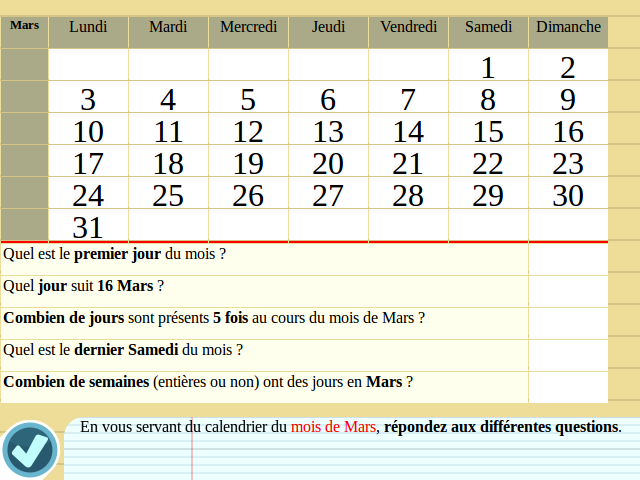 Mars Lundi Mardi Mercredi Jeudi Vendredi Samedi Dimanche
1 2
3 4 5 6 7 8 9
10 11 12 13 14 15 16
17 18 19 20 21 22 23
24 25 26 27 28 29 30
31
Quel est le premier jour du mois ?
Quel jour suit 16 Mars ?
Combien de jours sont présents 5 fois au cours du mois de Mars ?
Quel est le dernier Samedi du mois ?
Combien de semaines (entières ou non) ont des jours en Mars ?
En vous servant du calendrier du mois de Mars, répondez aux différentes questions.